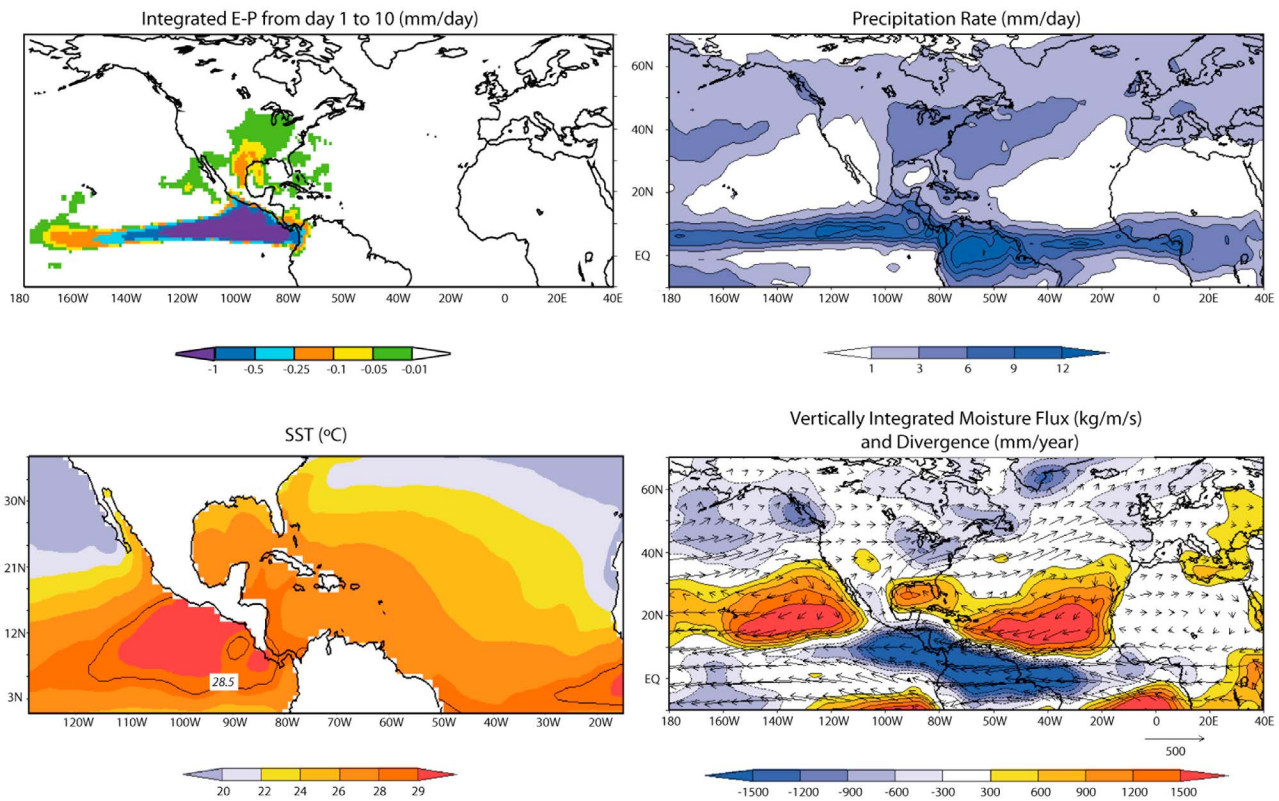 Integrated E-P from day 1 to 10 (mm/day)
180 160W 140W 120W 100W 80W 60W 40W 20W 0 20E 40E
-1 -0.5 -0.25 -0.1 -0.05 -0.01
Precipitation Rate (mm/day)
60N
40N
20N
EQ
180 160W 140W 120W 100W 80W 60W 40W 20W 0 20E 40E
1 3 6 9 12
SST (ºC)
30N
21N
12N
3N
28.5
120W 110W 100W 90W 80W 70W 60W 50W 40W 30W 20W
20 22 24 26 28 29
Vertically Integrated Moisture Flux (kg/m/s)
and Divergence (mm/year)
60N
40N
20N
EQ
180 160W 140W 120W 100W 80W 60W 40W 20W 0 20E 40E
500
-1500 -1200 -900 -600 -300 300 600 900 1200 1500